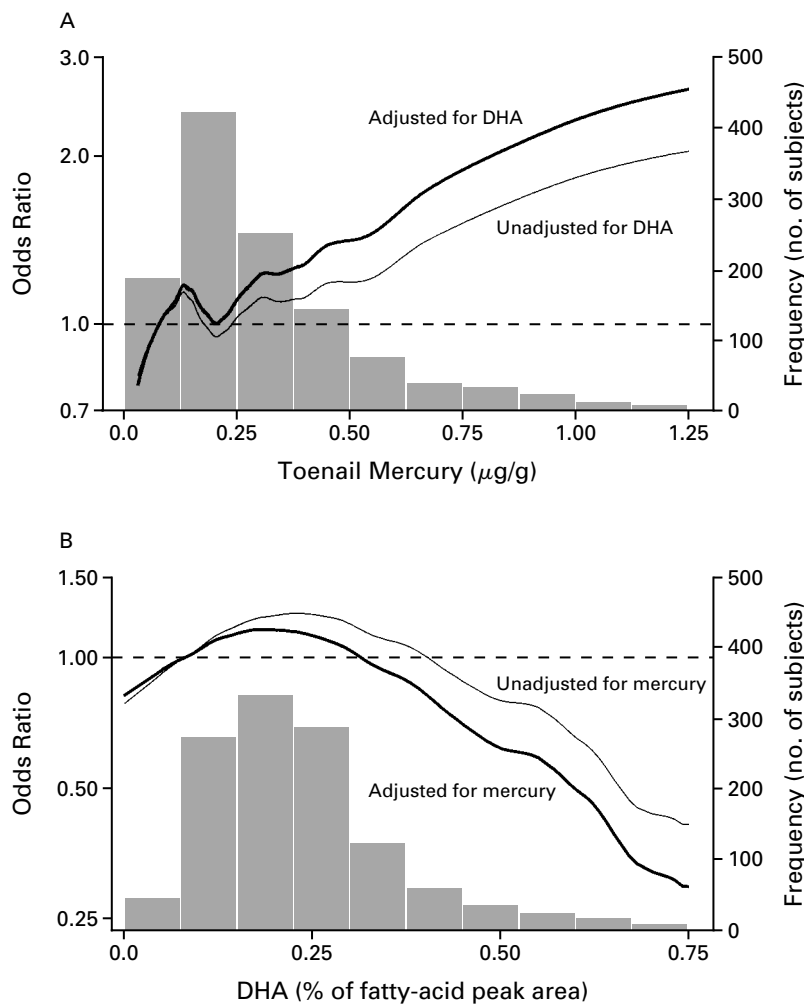 A
3.0
2.0
1.0
0.7
Odds Ratio
500
400
300
200
100
0
Frequency (no. of subjects)
Adjusted for DHA
Unadjusted for DHA
0.0
0.25
0.50
0.75
1.00
1.25
Toenail Mercury (μg/g)
B
1.50
1.00
0.50
0.25
Odds Ratio
500
400
300
200
100
0
Frequency (no. of subjects)
Unadjusted for mercury
Adjusted for mercury
0.0
0.25
0.50
0.75
DHA (% of fatty-acid peak area)